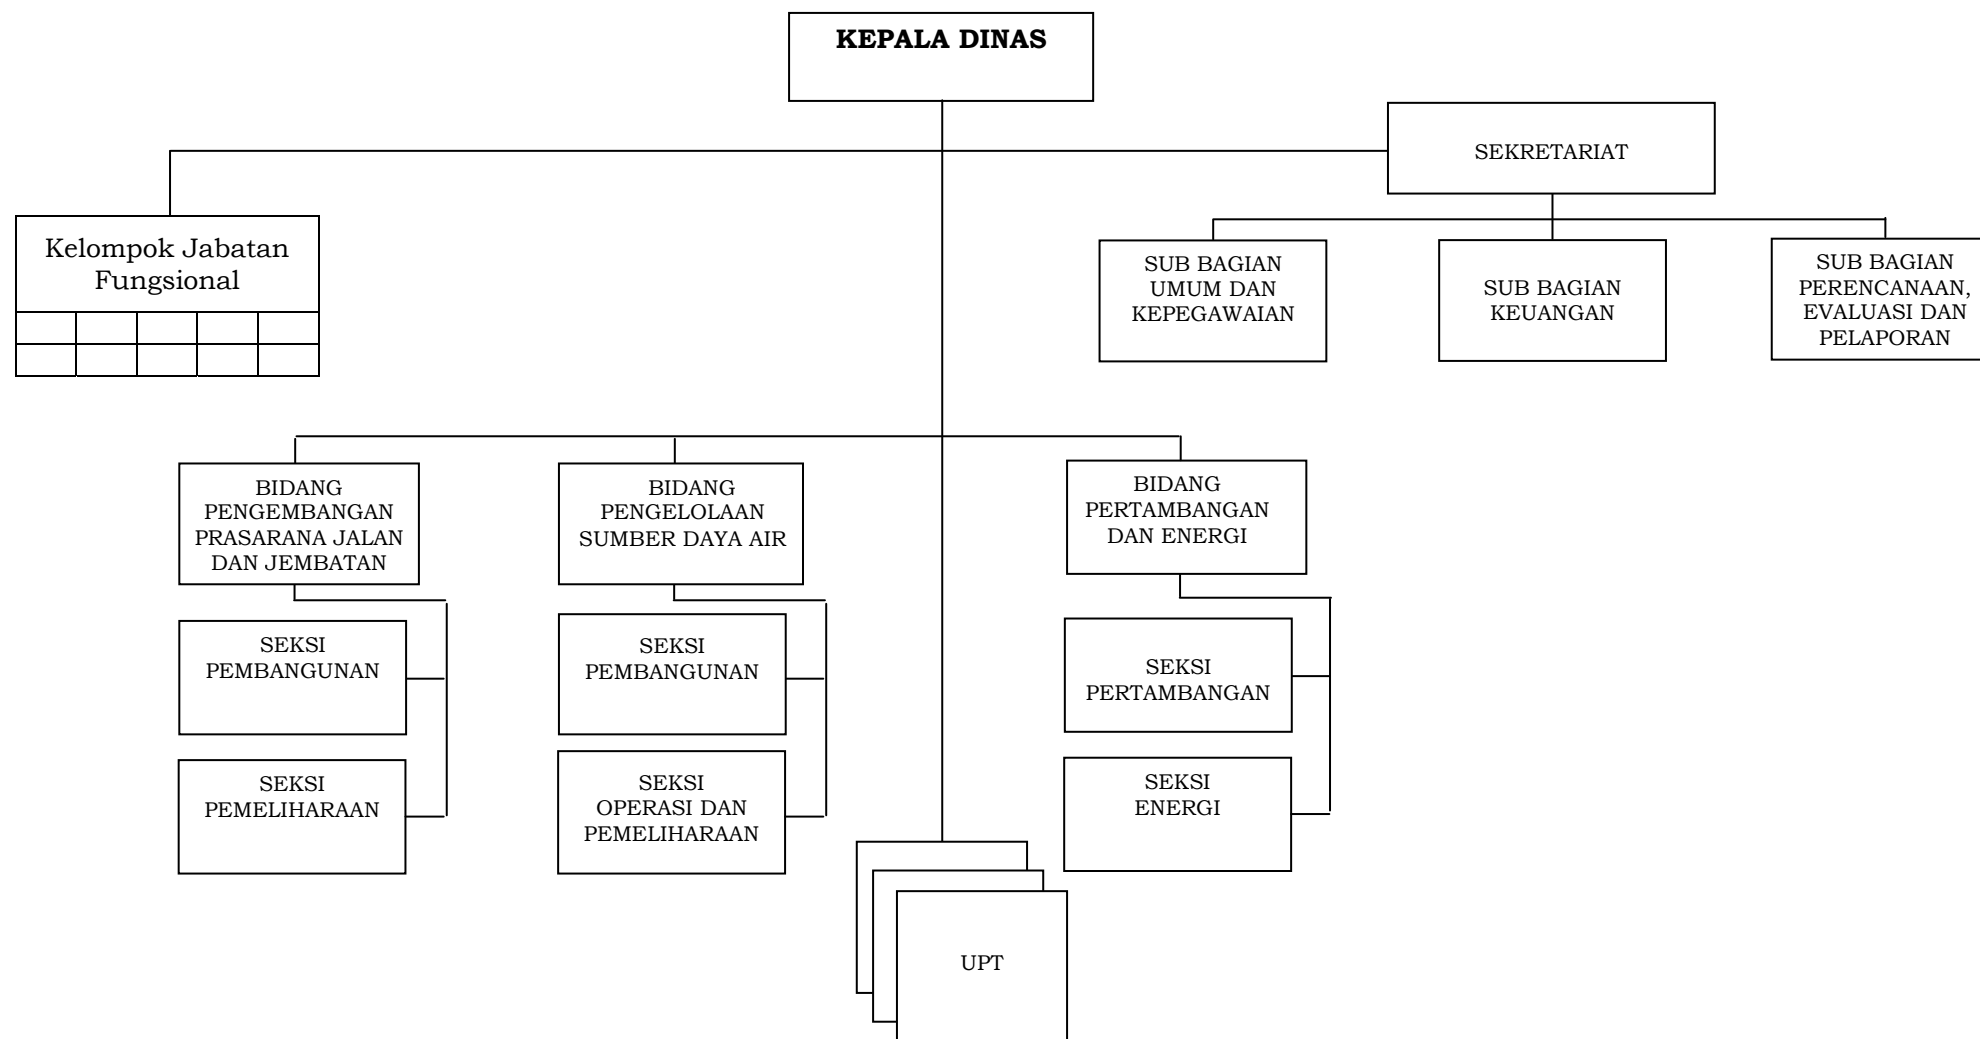 KEPALA DINAS
SEKRETARIAT
Kelompok Jabatan
Fungsional
SUB BAGIAN
UMUM DAN
KEPEGAWAIAN
SUB BAGIAN
KEUANGAN
SUB BAGIAN
PERENCANAAN,
EVALUASI DAN
PELAPORAN
BIDANG
PENGEMBANGAN
PRASARANA JALAN
DAN JEMBATAN
BIDANG
PENGELOLAAN
SUMBER DAYA AIR
BIDANG
PERTAMBANGAN
DAN ENERGI
SEKSI
PEMBANGUNAN
SEKSI
PEMBANGUNAN
SEKSI
PERTAMBANGAN
SEKSI
PEMELIHARAAN
SEKSI
OPERASI DAN
PEMELIHARAAN
SEKSI
ENERGI
UPT